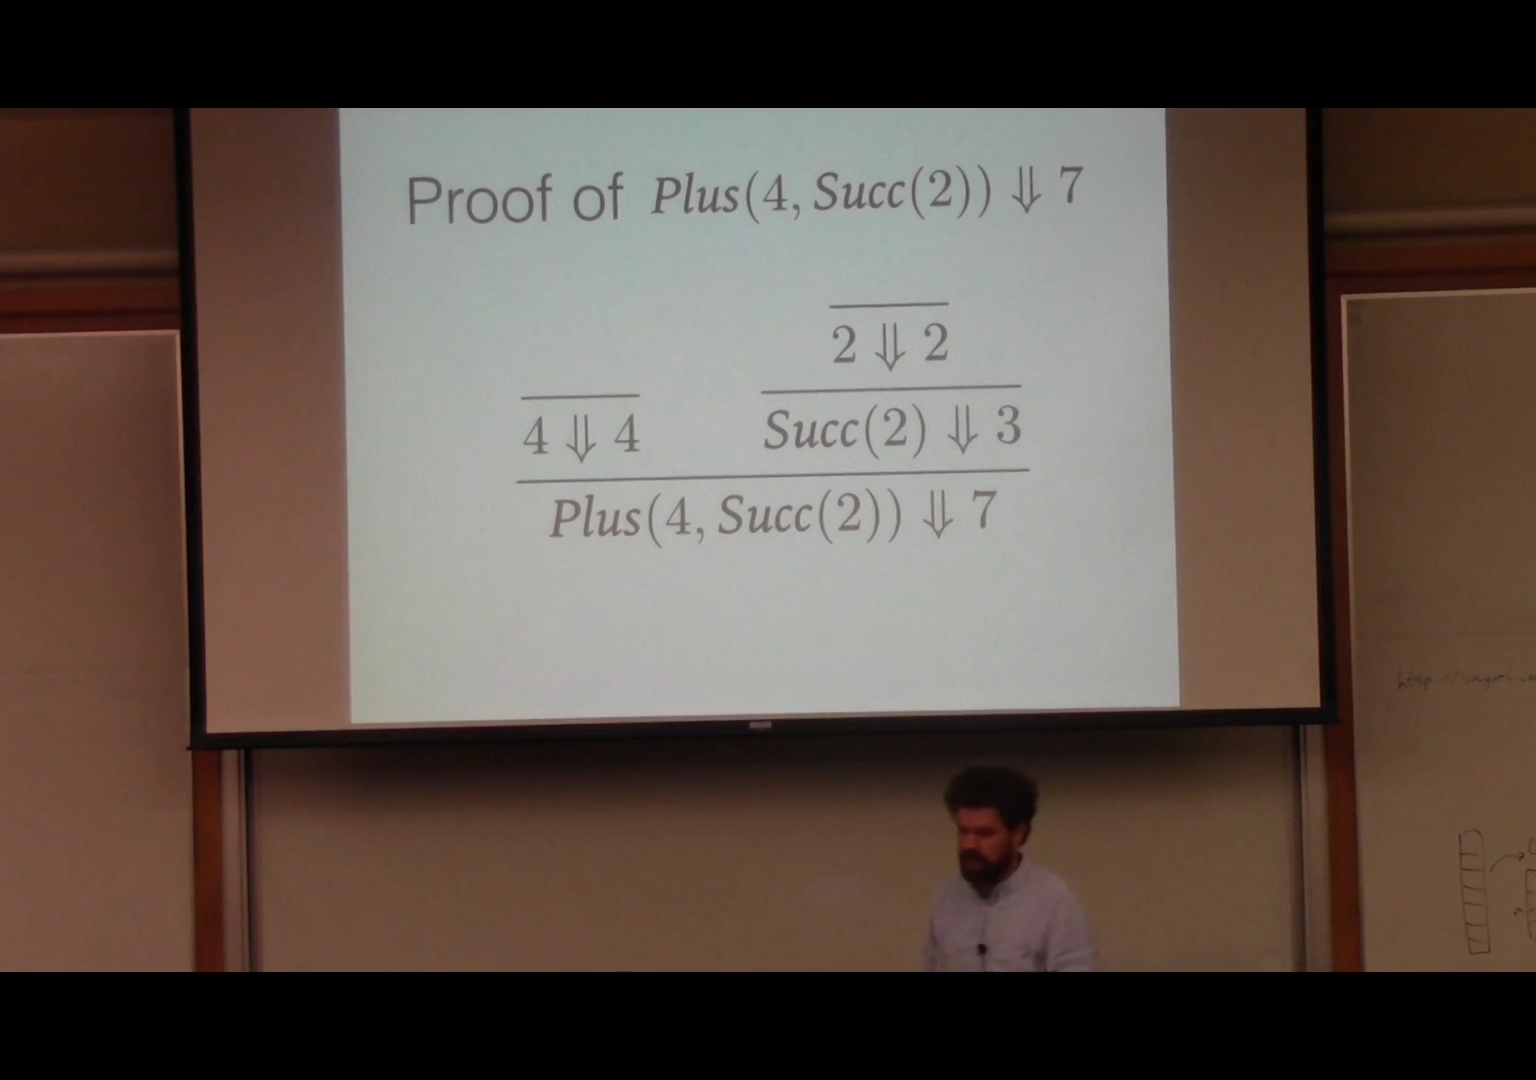 Proof of Plus(4, Succ(2)) ⇓ 7
2 ⇓ 2
4 ⇓ 4
Succ(2) ⇓ 3
Plus(4, Succ(2)) ⇓ 7